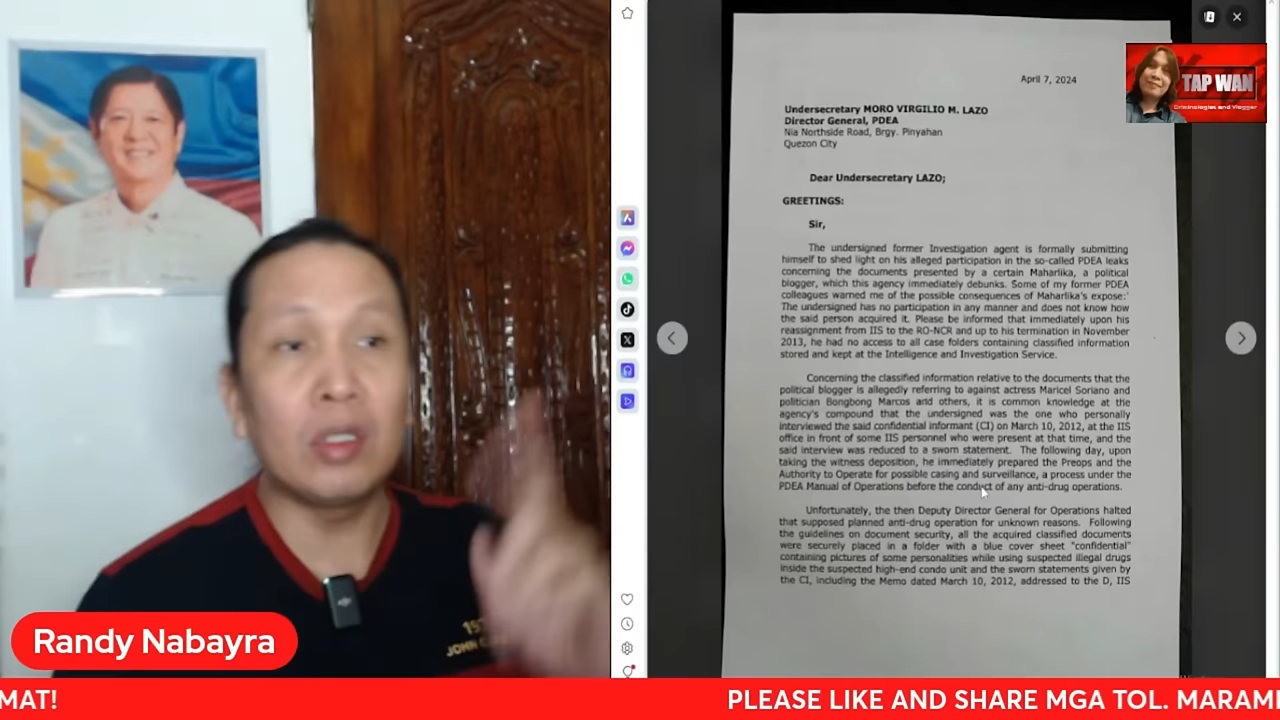 April 7, 2024
TAP WAN
Criminologist and Vlogger
Undersecretary MORO VIRGILIO M. LAZO
Director General, PDEA
Nia Northside Road, Brgy. Pinyahan
Quezon City
Dear Undersecretary LAZO;
GREETINGS:
Sir,
The undersigned former Investigation agent is formally submitting
himself to shed light on his alleged participation in the so-called PDEA leaks
concerning the documents presented by a certain Maharlika, a political
blogger, which this agency immediately debunks. Some of my former PDEA
colleagues warned me of the possible consequences of Maharlika's expose:'
The undersigned has no participation in any manner and does not know how
the said person acquired it. Please be informed that immediately upon his
reassignment from IIS to the RO-NCR and up to his termination in November
2013, he had no access to all case folders containing classified information
stored and kept at the Intelligence and Investigation Service.
Concerning the classified information relative to the documents that the
political blogger is allegedly referring to against actress Maricel Soriano and
politician Bongbong Marcos and others, it is common knowledge at the
agency's compound that the undersigned was the one who personally
interviewed the said confidential informant (CI) on March 10, 2012, at the IIS
office in front of some IIS personnel who were present at that time, and the
said interview was reduced to a sworn statement. The following day, upon
taking the witness deposition, he immediately prepared the Preops and the
Authority to Operate for possible casing and surveillance, a process under the
PDEA Manual of Operations before the conduct of any anti-drug operations.
Unfortunately, the then Deputy Director General for Operations halted
that supposed planned anti-drug operation for unknown reasons. Following
the guidelines on document security, all the acquired classified documents
were securely placed in a folder with a blue cover sheet "confidential"
containing pictures of some personalities while using suspected illegal drugs
inside the suspected high-end condo unit and the sworn statements given by
the CI, including the Memo dated March 10, 2012, addressed to the D, IIS
Randy Nabayra
MAT! PLEASE LIKE AND SHARE MGA TOL. MARAMI